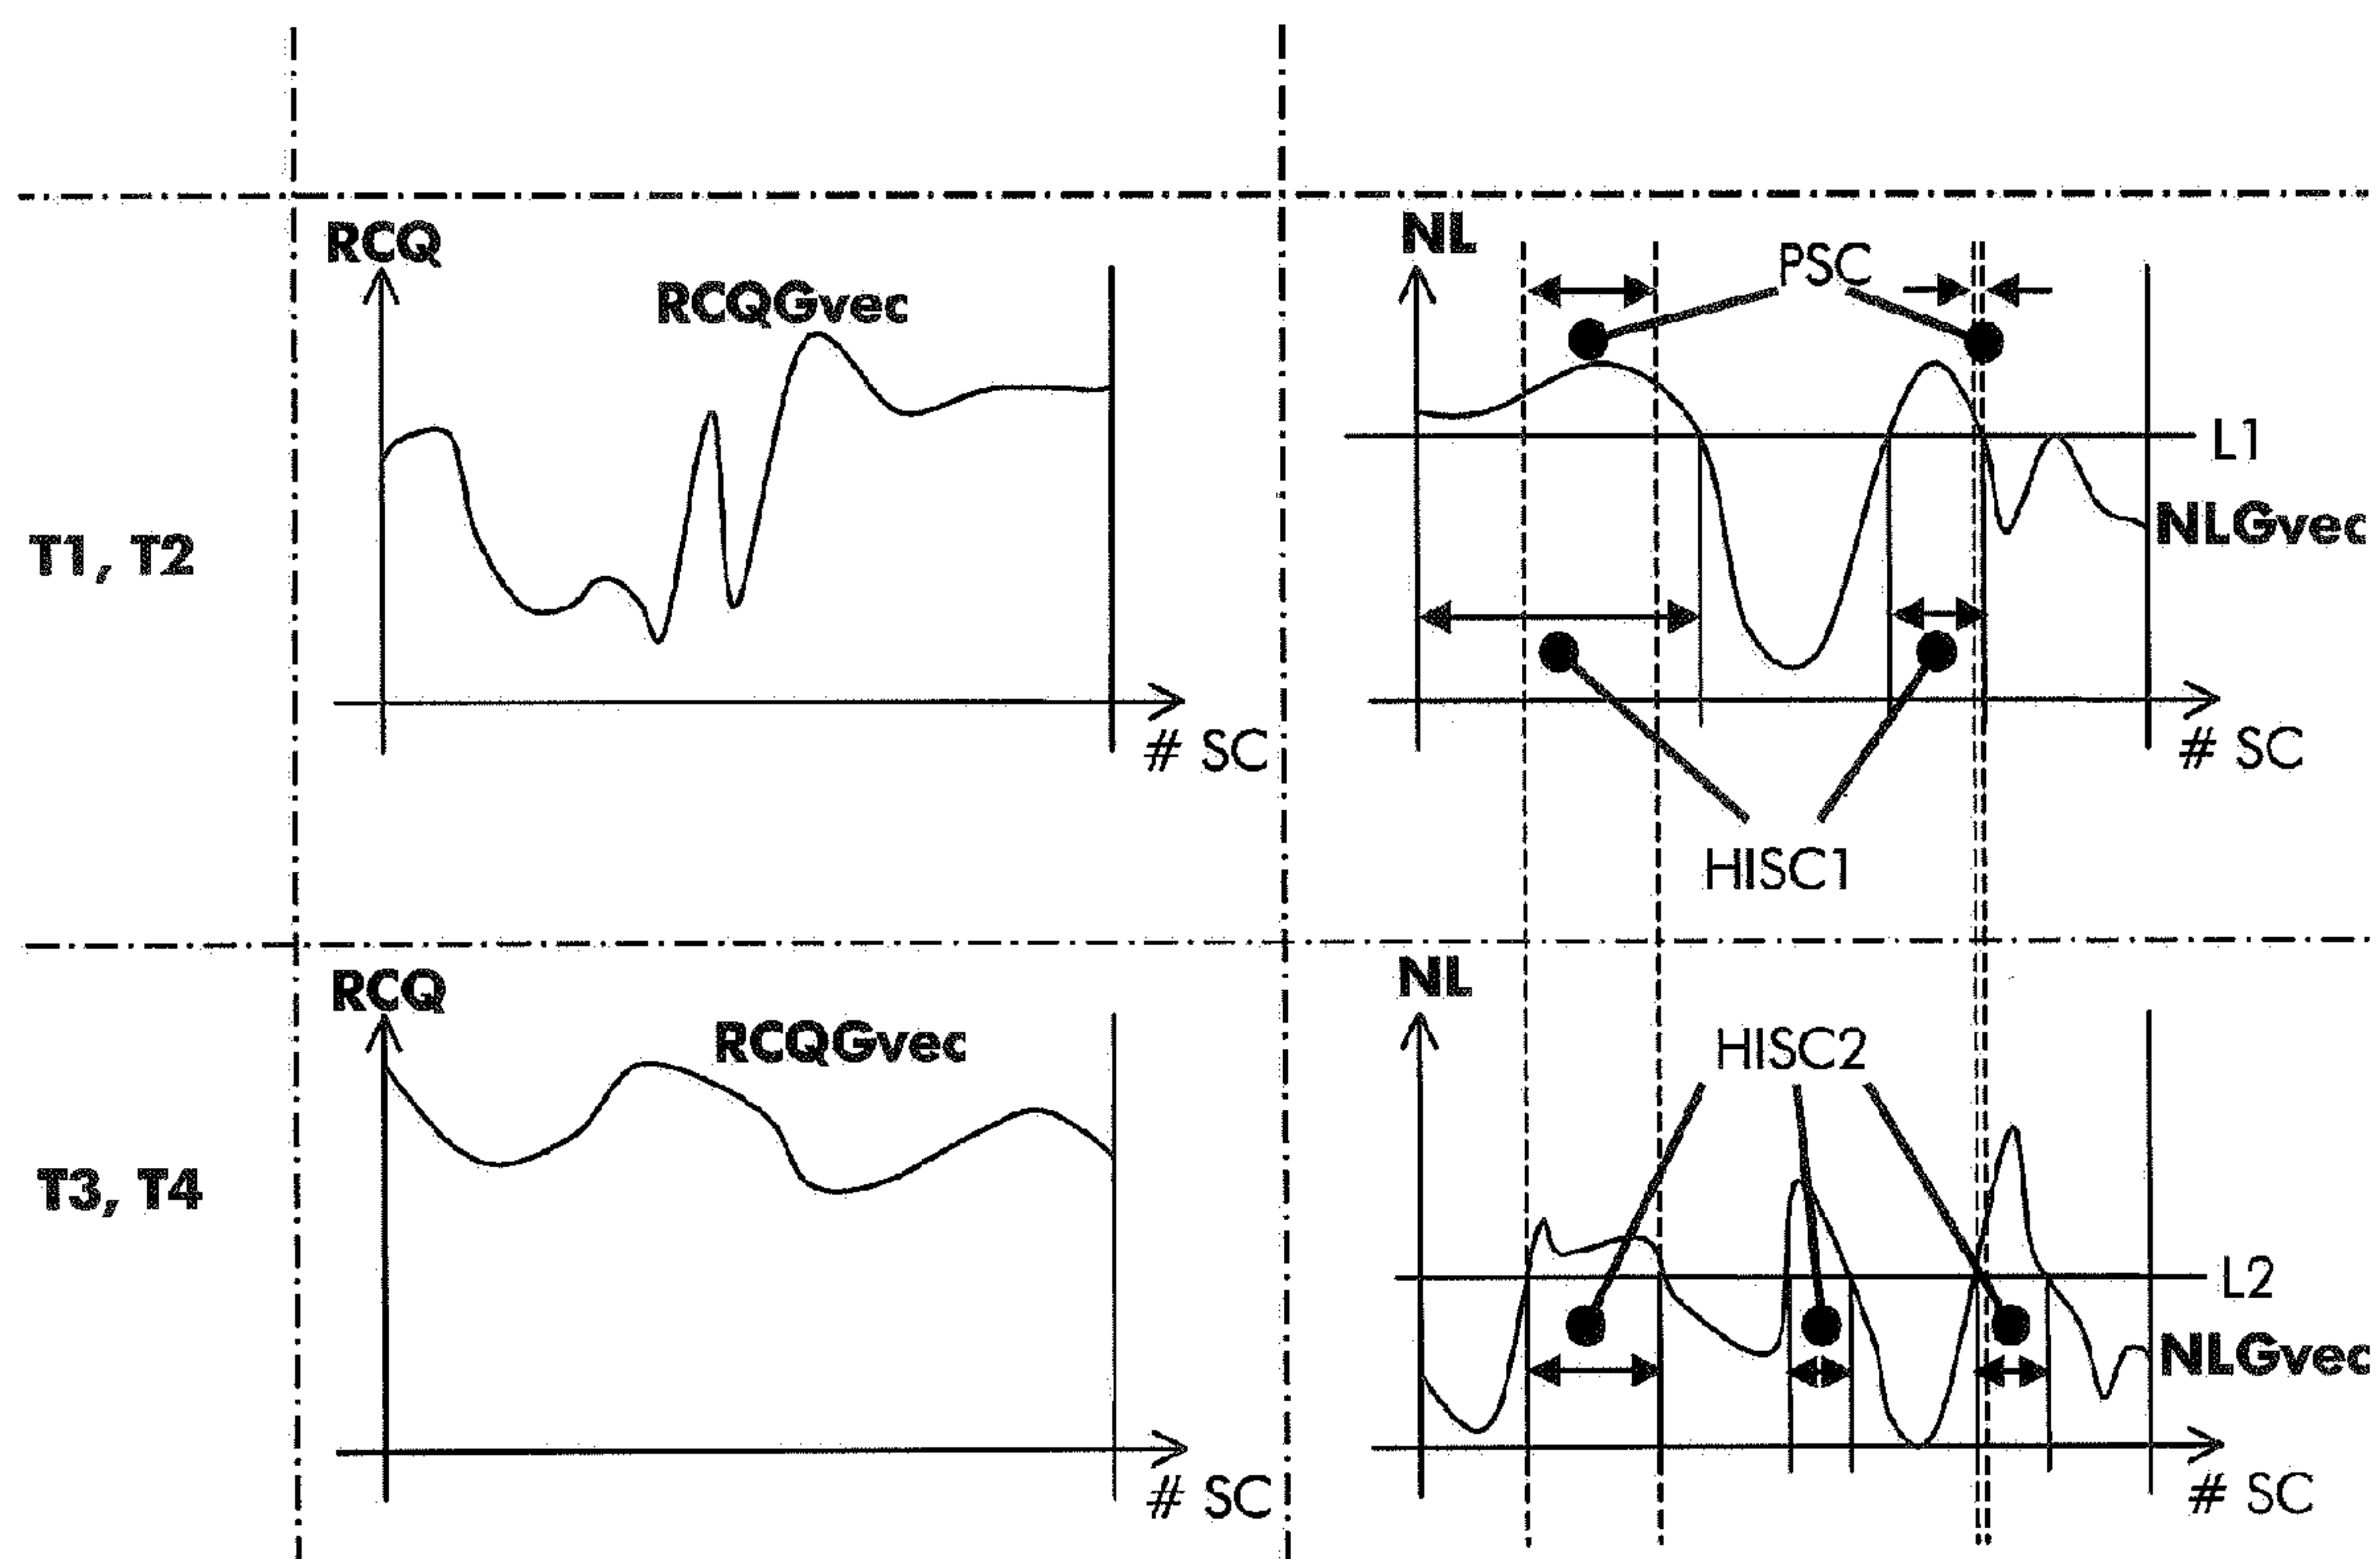 RCQ
RCQGvec
NL
PSC
L1
NLGvec
T1, T2
# SC
# SC
HISC1
RCQ
RCQGvec
NL
HISC2
T3, T4
L2
NLGvec
# SC
# SC